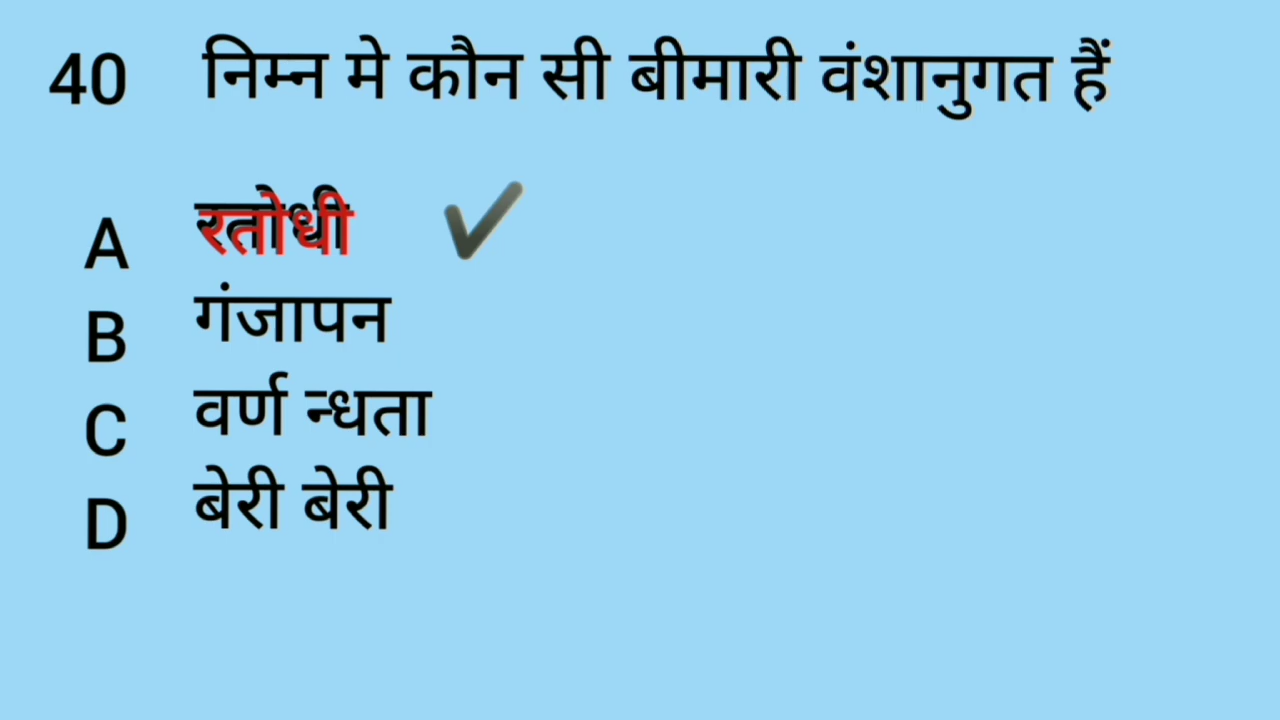 40 निम्न मे कौन सी बीमारी वंशानुगत हैं
A रतोधी ✔
B गंजापन
C वर्ण न्धता
D बेरी बेरी